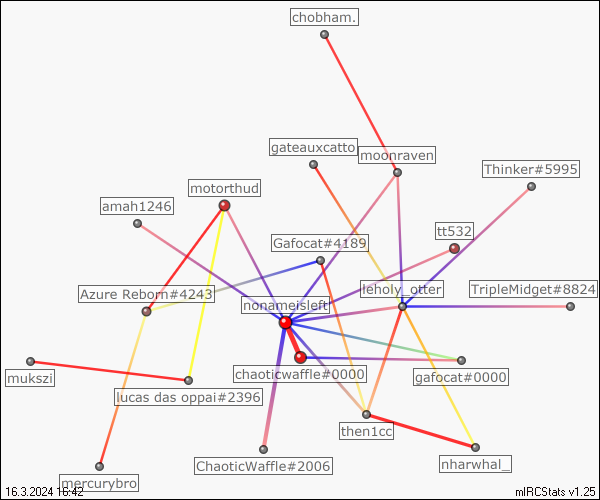 chobham.
gateauxcatto
moonraven
Thinker#5995
motorthud
amah1246
tt532
Gafocat#4189
leholy_otter
TripleMidget#8824
Azure Reborn#4243
nonameisleft
chaoticwaffle#0000
gafocat#0000
mukszi
lucas das oppai#2396
then1cc
ChaoticWaffle#2006
nharwhal_
mercurybro
16.3.2024 16:42
mIRCStats v1.25